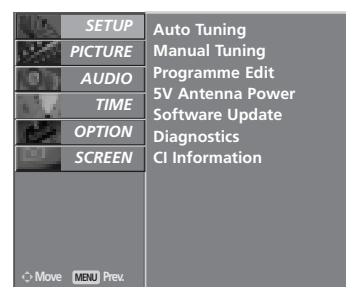 SETUP
PICTURE
AUDIO
TIME
OPTION
SCREEN
Auto Tuning
Manual Tuning
Programme Edit
5V Antenna Power
Software Update
Diagnostics
CI Information
Move MENU Prev.